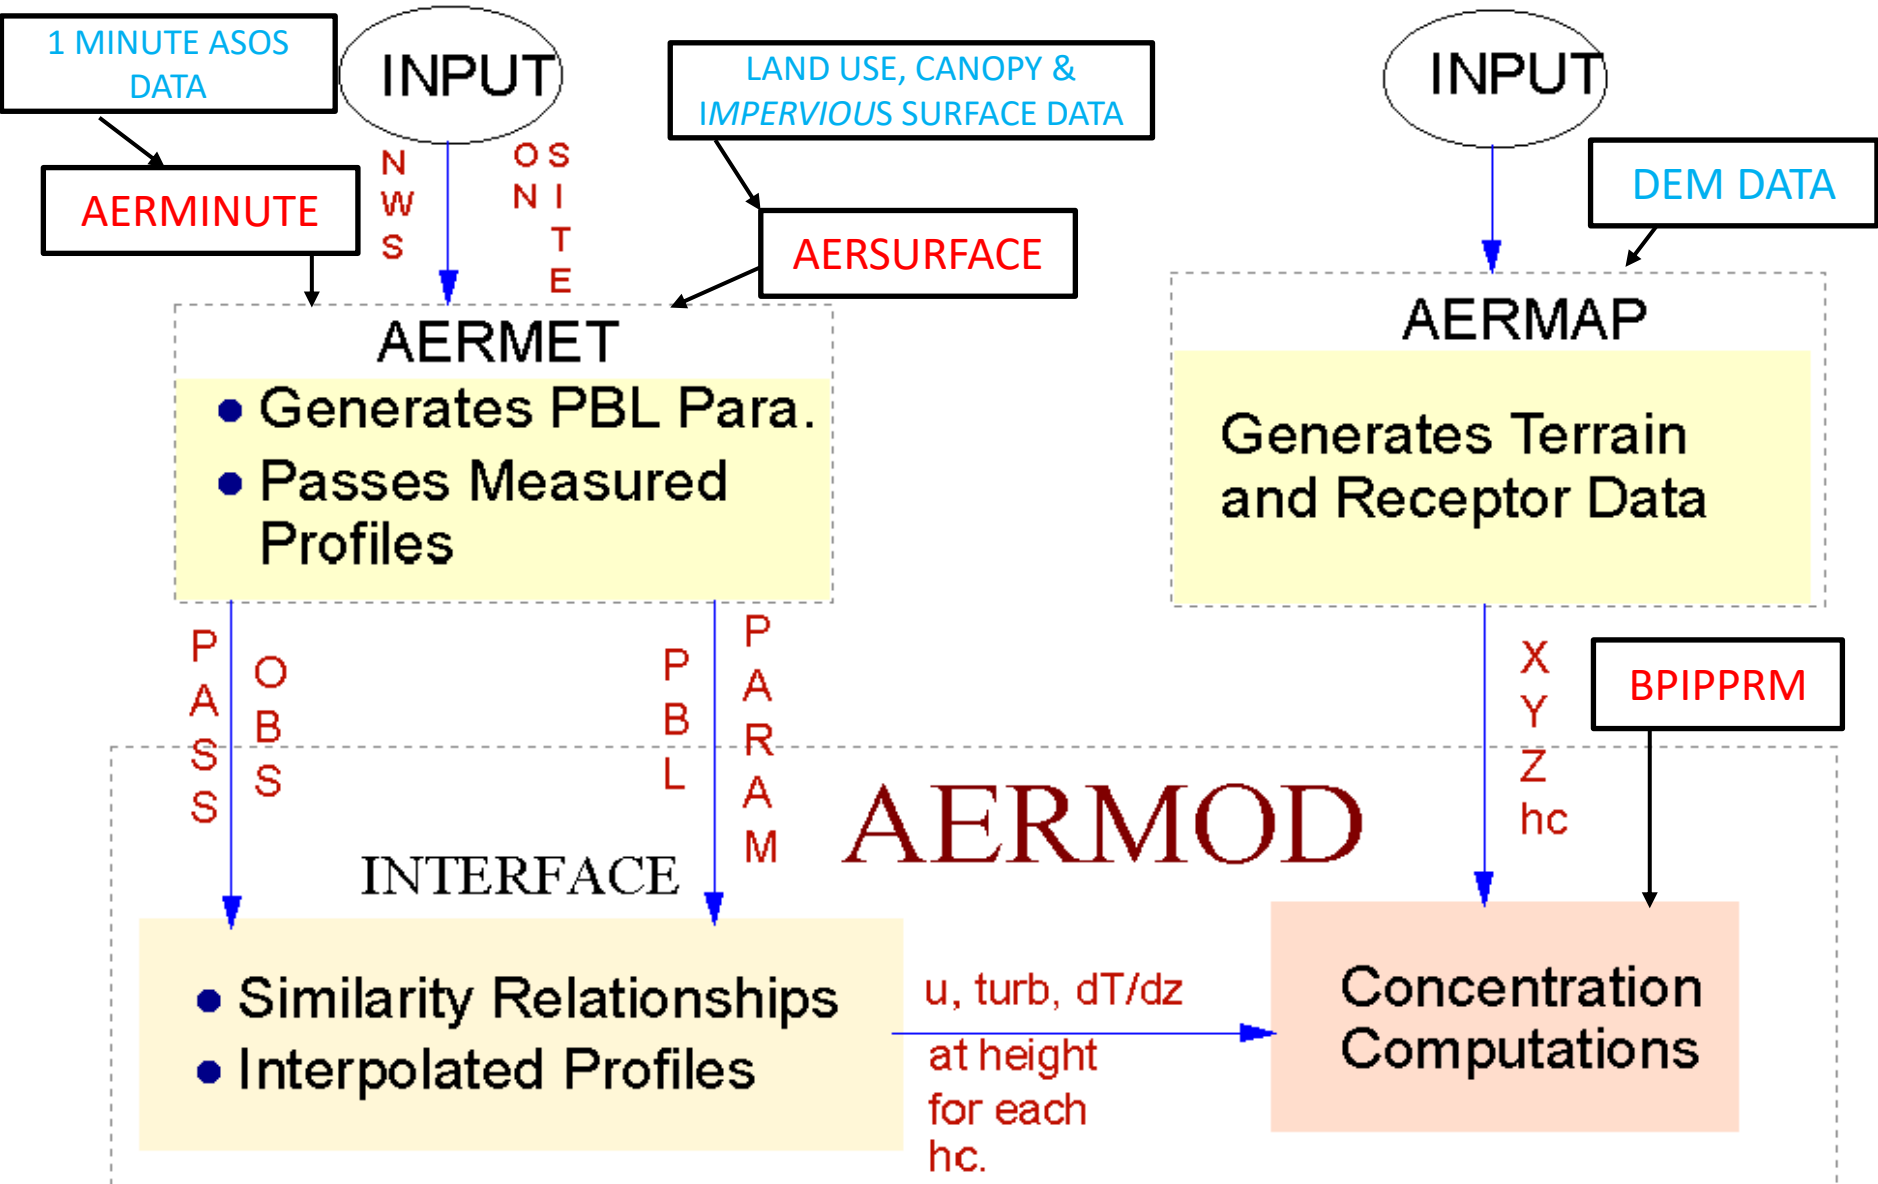 1 MINUTE ASOS
DATA
INPUT
LAND USE, CANOPY &
IMPERVIOUS SURFACE DATA
INPUT
AERMINUTE
NWS
ON
SITE
AERSURFACE
DEM DATA
AERMET
• Generates PBL Para.
• Passes Measured
Profiles
AERMAP
Generates Terrain
and Receptor Data
PASS
OBS
PBL
PARAM
X
Y
Z
hc
BPIPPRM
AERMOD
INTERFACE
• Similarity Relationships
• Interpolated Profiles
u, turb, dT/dz
at height
for each
hc.
Concentration
Computations